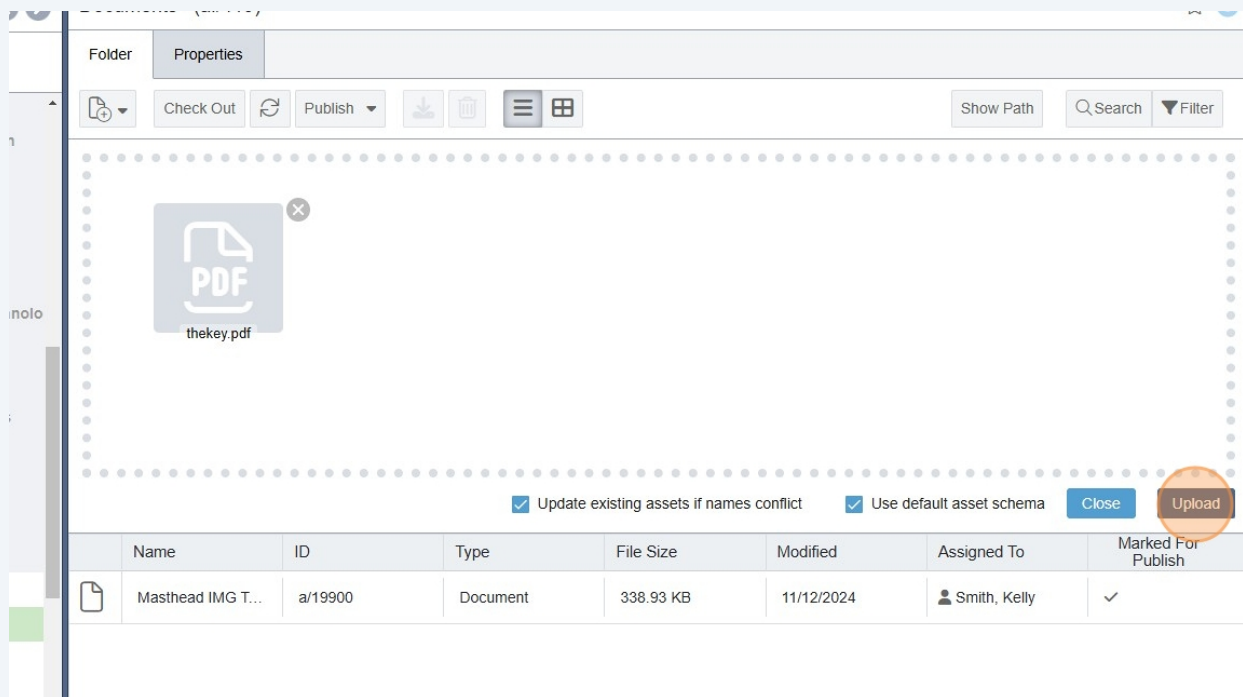 Folder Properties
Check Out Publish Show Path Search Filter
PDF
thekey.pdf
Update existing assets if names conflict Use default asset schema Close Upload
Name ID Type File Size Modified Assigned To Marked For Publish
Masthead IMG T... a/19900 Document 338.93 KB 11/12/2024 Smith, Kelly